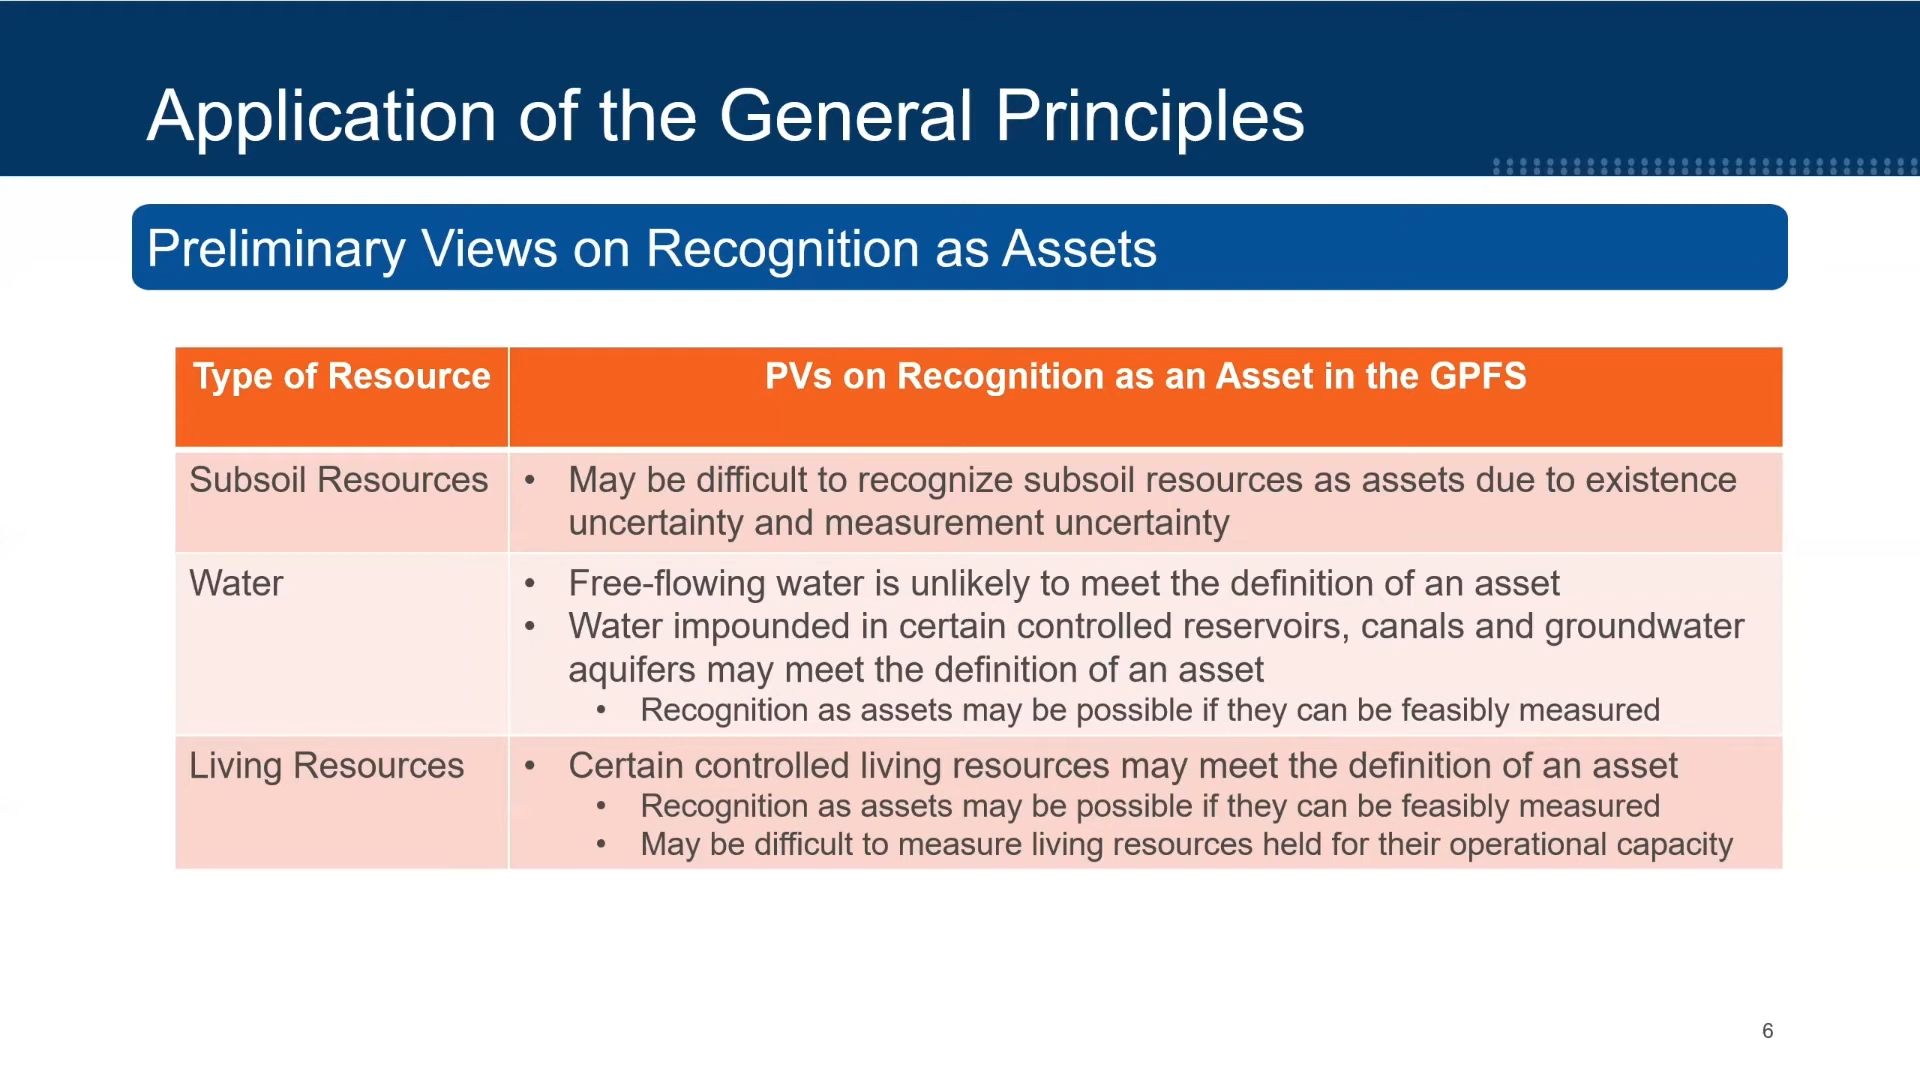 Application of the General Principles
Preliminary Views on Recognition as Assets
Type of Resource
PVs on Recognition as an Asset in the GPFS
Subsoil Resources
• May be difficult to recognize subsoil resources as assets due to existence
uncertainty and measurement uncertainty
Water
• Free-flowing water is unlikely to meet the definition of an asset
• Water impounded in certain controlled reservoirs, canals and groundwater
aquifers may meet the definition of an asset
• Recognition as assets may be possible if they can be feasibly measured
Living Resources
• Certain controlled living resources may meet the definition of an asset
• Recognition as assets may be possible if they can be feasibly measured
• May be difficult to measure living resources held for their operational capacity
6